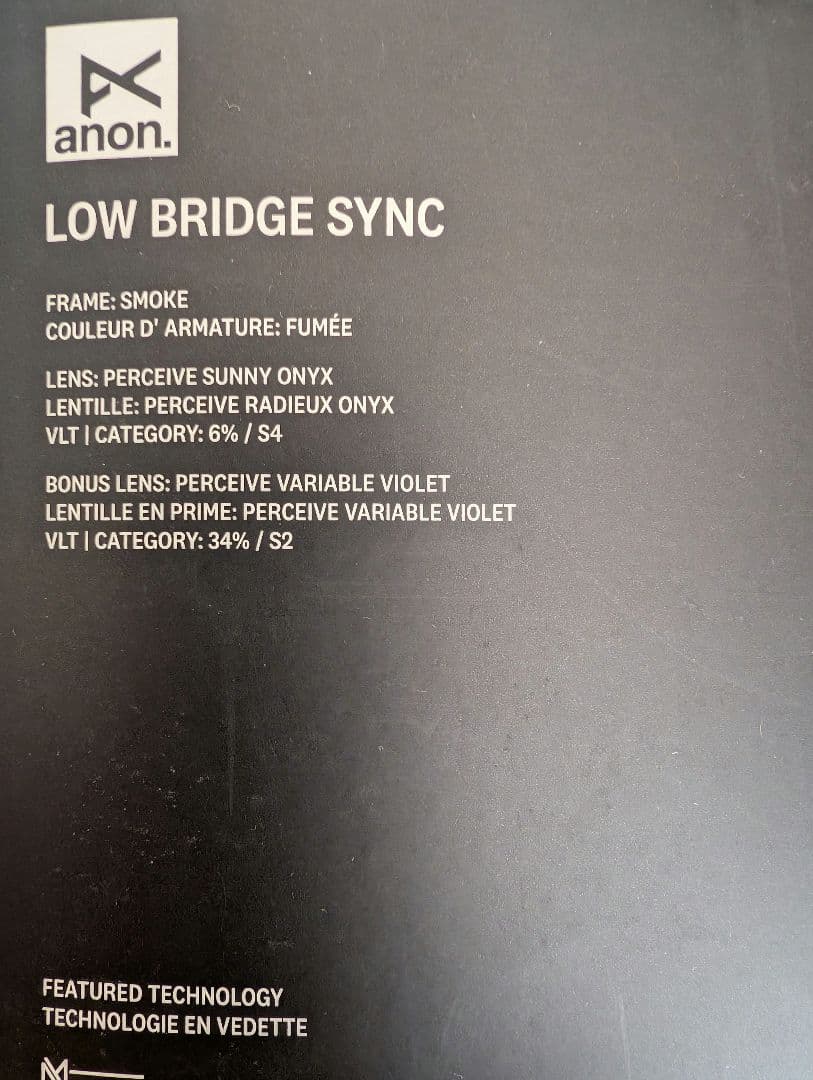 anon.
LOW BRIDGE SYNC
FRAME: SMOKE
COULEUR D' ARMATURE: FUMÉE
LENS: PERCEIVE SUNNY ONYX
LENTILLE: PERCEIVE RADIEUX ONYX
VLT | CATEGORY: 6% / S4
BONUS LENS: PERCEIVE VARIABLE VIOLET
LENTILLE EN PRIME: PERCEIVE VARIABLE VIOLET
VLT | CATEGORY: 34% / S2
FEATURED TECHNOLOGY
TECHNOLOGIE EN VEDETTE